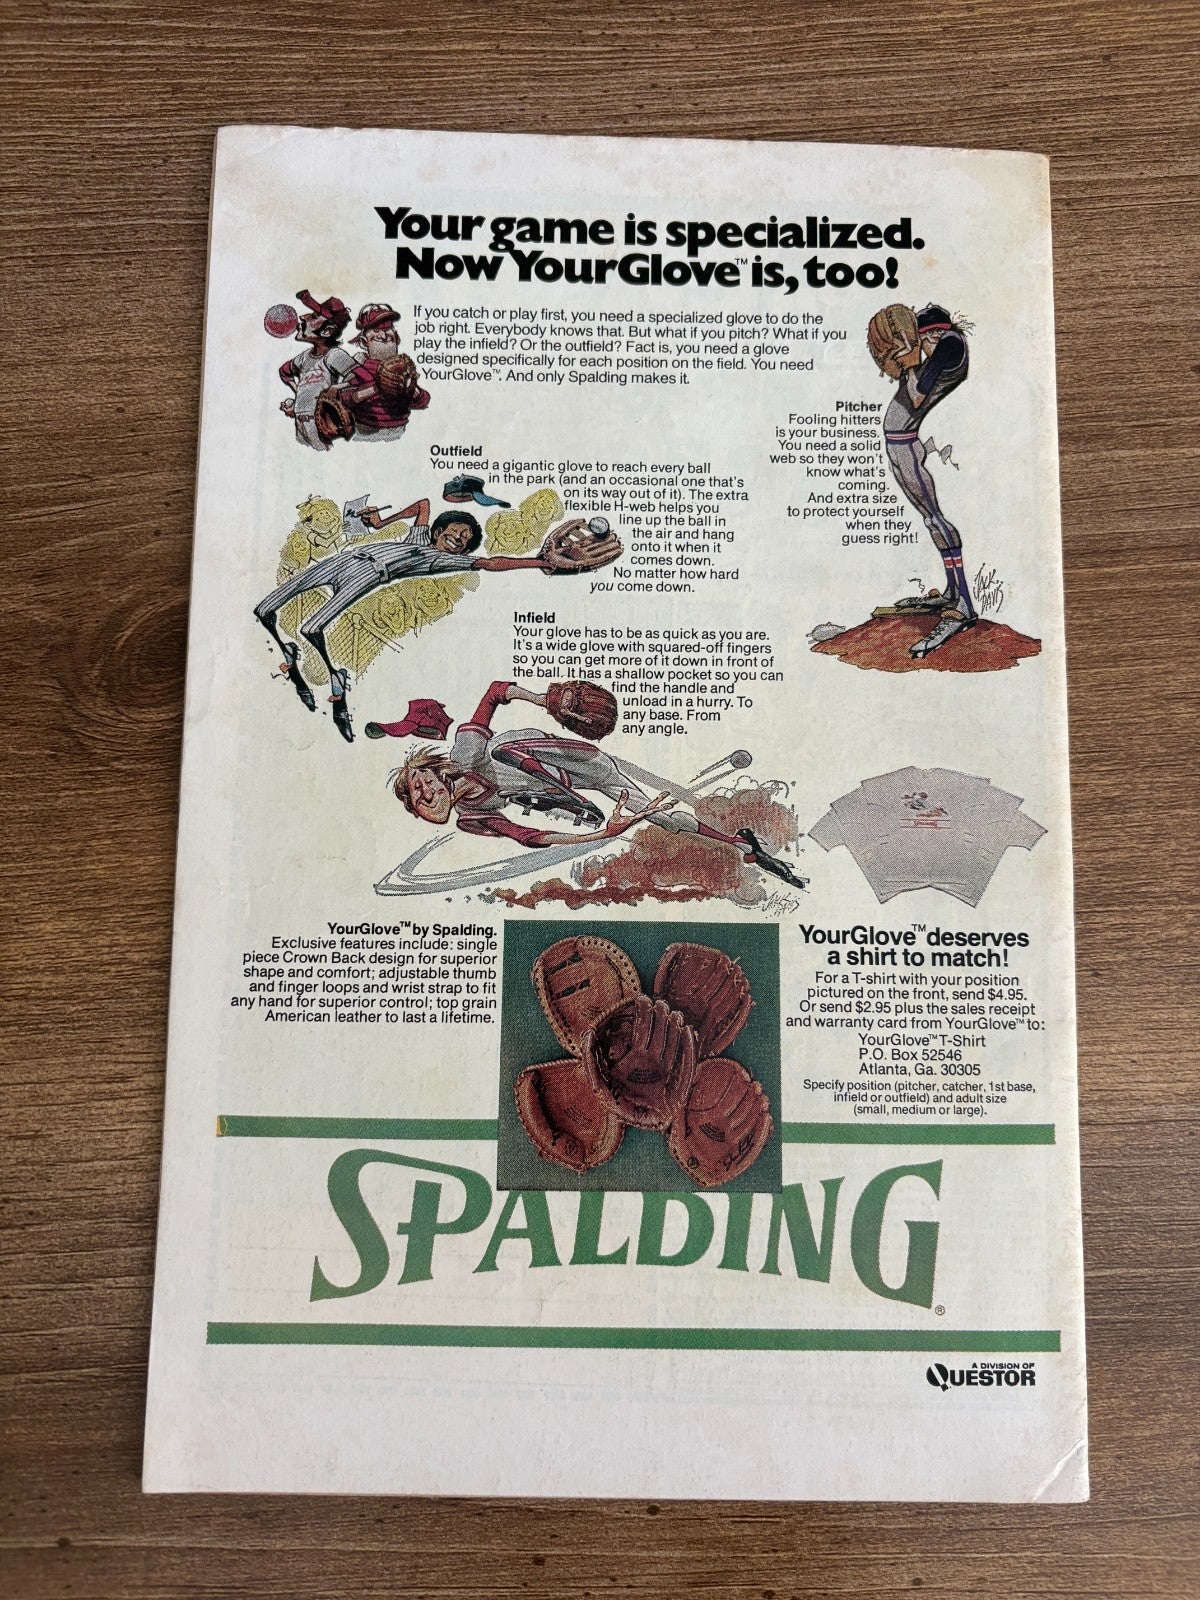 Your game is specialized.
Now YourGlove™ is, too!
If you catch or play first, you need a specialized glove to do the
job right. Everybody knows that. But what if you pitch? What if you
play the infield? Or the outfield? Fact is, you need a glove
designed specifically for each position on the field. You need
YourGlove™. And only Spalding makes it.
Pitcher
Fooling hitters
is your business.
You need a solid
web so they won't
know what's
coming.
And extra size
to protect yourself
when they
guess right!
JACK
DAVIS
Outfield
You need a gigantic glove to reach every ball
in the park (and an occasional one that's
on its way out of it). The extra
flexible H-web helps you
line up the ball in
the air and hang
onto it when it
comes down.
No matter how hard
you come down.
Infield
Your glove has to be as quick as you are.
It's a wide glove with squared-off fingers
so you can get more of it down in front of
the ball. It has a shallow pocket so you can
find the handle and
unload in a hurry. To
any base. From
any angle.
SPALDING
YourGlove™ by Spalding.
Exclusive features include: single
piece Crown Back design for superior
shape and comfort; adjustable thumb
and finger loops and wrist strap to fit
any hand for superior control; top grain
American leather to last a lifetime.
YourGlove™ deserves
a shirt to match!
For a T-shirt with your position
pictured on the front, send $4.95.
Or send $2.95 plus the sales receipt
and warranty card from YourGlove™ to:
YourGlove™ T-Shirt
P.O. Box 52546
Atlanta, Ga. 30305
Specify position (pitcher, catcher, 1st base,
infield or outfield) and adult size
(small, medium or large).
SPALDING®
A DIVISION OF
QUESTOR